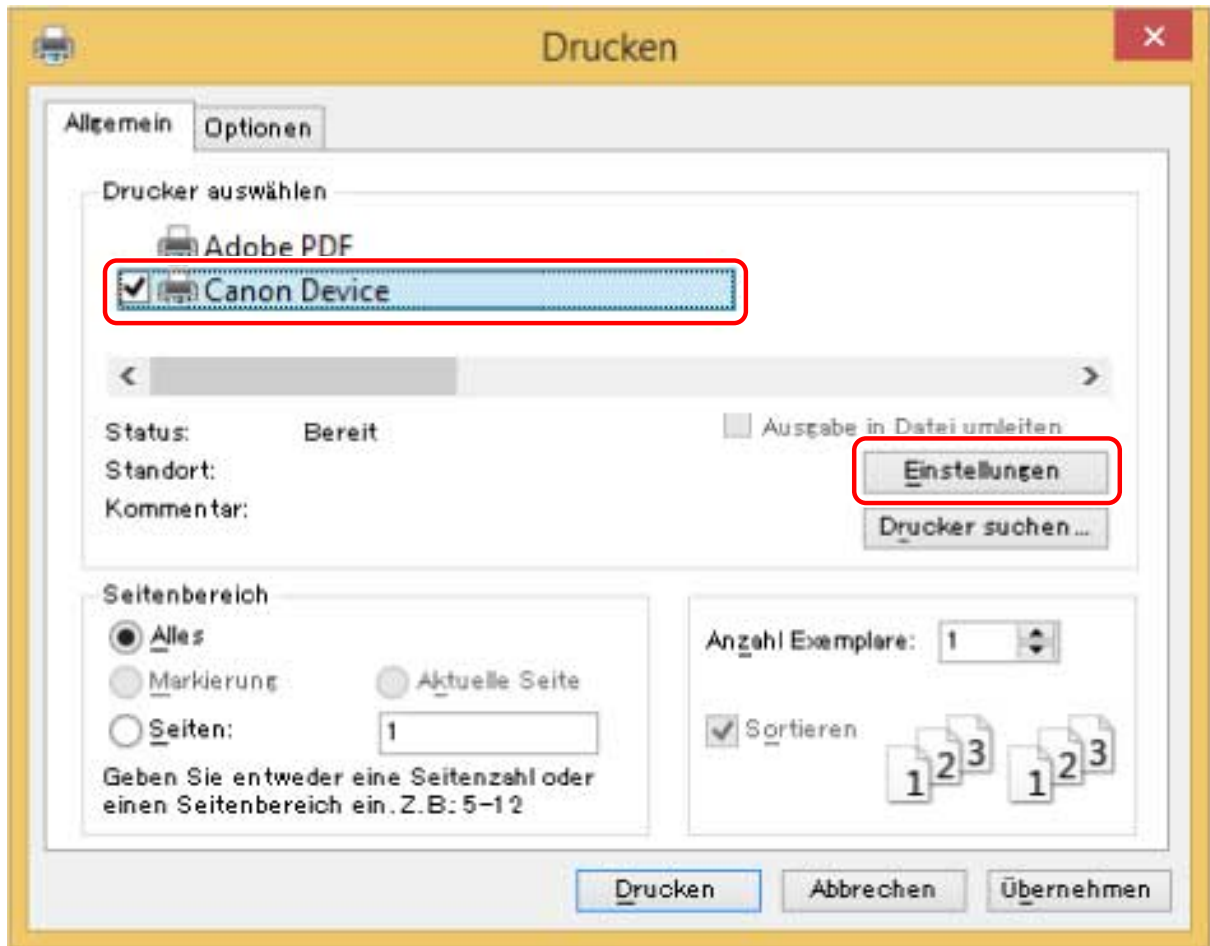 Drucken
Allgemein
Optionen
Drucker auswählen
Adobe PDF
Canon Device
Status: Bereit
Ausgabe in Datei umleiten
Standort:
Einstellungen
Kommentar:
Drucker suchen...
Seitenbereich
Alles
Markierung
Aktuelle Seite
Seiten: 1
Geben Sie entweder eine Seitenzahl oder
einen Seitenbereich ein. Z.B.: 5-12
Anzahl Exemplare: 1
Sortieren
1 2 3 1 2 3
Drucken
Abbrechen
Übernehmen